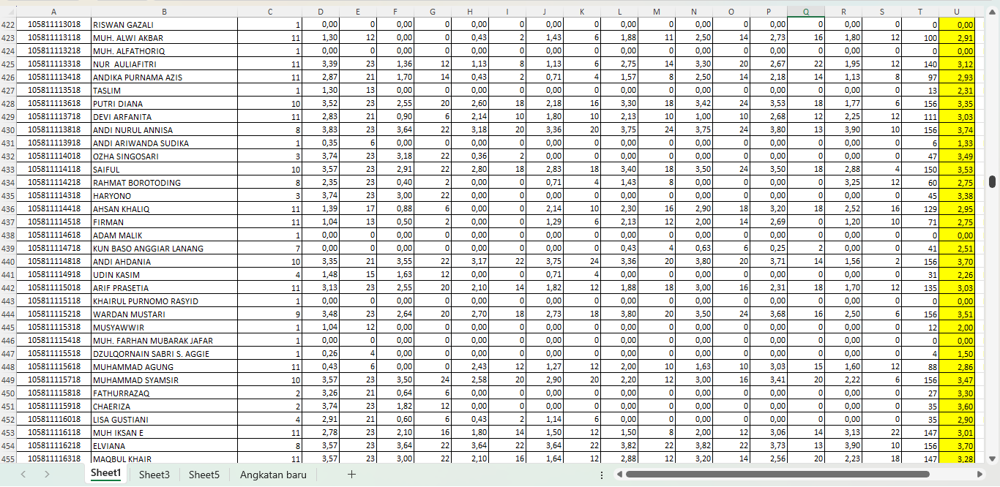 A B C D E F G H I J K L M N O P Q R S T U
422 105811113018 RISWAN GAZALI 1 0,00 0 0,00 0 0,00 0 0,00 0 0,00 0 0,00 0 0,00 0 0,00 0 0 0,00
423 105811113118 MUH. ALWI AKBAR 11 1,30 12 0,00 0 0,43 2 1,43 6 1,88 11 2,50 14 2,73 16 1,80 12 100 2,91
424 105811113218 MUH. ALFATHORIQ 1 0,00 0 0,00 0 0,00 0 0,00 0 0,00 0 0,00 0 0,00 0 0,00 0 0 0,00
425 105811113318 NUR AULIAFITRI 11 3,39 23 1,36 12 1,13 8 1,13 6 2,75 14 3,30 20 2,67 22 1,95 12 140 3,12
426 105811113418 ANDIKA PURNAMA AZIS 11 2,87 21 1,70 14 0,43 2 0,71 4 1,57 8 2,50 14 2,18 14 1,13 8 97 2,93
427 105811113518 TASLIM 1 1,30 13 0,00 0 0,00 0 0,00 0 0,00 0 0,00 0 0,00 0 0,00 0 13 2,31
428 105811113618 PUTRI DIANA 10 3,52 23 2,55 20 2,60 18 2,18 16 3,30 18 3,42 24 3,53 18 1,77 6 156 3,35
429 105811113718 DEVI ARFANITA 11 2,83 21 0,90 6 2,14 10 1,80 10 2,13 10 1,00 10 2,68 12 2,25 12 111 3,03
430 105811113818 ANDI NURUL ANNISA 8 3,83 23 3,64 22 3,18 20 3,36 20 3,75 24 3,75 24 3,80 13 3,90 10 156 3,74
431 105811113918 ANDI ARIWANDA SUDIKA 1 0,35 6 0,00 0 0,00 0 0,00 0 0,00 0 0,00 0 0,00 0 0,00 0 6 1,33
432 105811114018 OZHA SINGOSARI 3 3,74 23 3,18 22 0,36 2 0,00 0 0,00 0 0,00 0 0,00 0 0,00 0 47 3,49
433 105811114118 SAIFUL 10 3,57 23 2,91 22 2,80 18 2,83 18 3,40 18 3,50 24 3,50 18 2,88 4 150 3,53
434 105811114218 RAHMAT BOROTODING 8 2,35 23 0,40 2 0,00 0 0,71 4 1,43 8 0,00 0 0,00 0 3,25 12 60 2,75
435 105811114318 HARYONO 3 3,74 23 3,00 22 0,00 0 0,00 0 0,00 0 0,00 0 0,00 0 0,00 0 45 3,38
436 105811114418 AHSAN KHALIQ 11 1,39 17 0,88 6 0,00 0 2,14 10 2,30 16 2,90 18 3,20 18 2,52 16 129 2,95
437 105811114518 FIRMAN 11 1,04 13 0,50 2 0,00 0 1,29 6 2,13 12 2,00 14 2,69 0 1,20 10 71 2,75
438 105811114618 ADAM MALIK 1 0,00 0 0,00 0 0,00 0 0,00 0 0,00 0 0,00 0 0,00 0 0,00 0 0 0,00
439 105811114718 KUN BASO ANGGIAR LANANG 7 0,00 0 0,00 0 0,00 0 0,00 0 0,43 4 0,63 6 0,25 2 0,00 0 41 2,51
440 105811114818 ANDI AHDANIA 10 3,35 21 3,55 22 3,17 22 3,75 24 3,36 20 3,80 20 3,71 14 1,56 2 156 3,70
441 105811114918 UDIN KASIM 4 1,48 15 1,63 12 0,00 0 0,71 4 0,00 0 0,00 0 0,00 0 0,00 0 31 2,26
442 105811115018 ARIF PRASETIA 11 3,13 23 2,55 20 2,10 14 1,82 12 1,88 18 3,00 16 2,31 18 1,70 12 135 3,03
443 105811115118 KHAIRUL PURNOMO RASYID 1 0,00 0 0,00 0 0,00 0 0,00 0 0,00 0 0,00 0 0,00 0 0,00 0 0 0,00
444 105811115218 WARDAN MUSTARI 9 3,48 23 2,64 20 2,70 18 2,73 18 3,80 20 3,50 24 3,68 16 2,50 6 156 3,51
445 105811115318 MUSYAWWIR 1 1,04 12 0,00 0 0,00 0 0,00 0 0,00 0 0,00 0 0,00 0 0,00 0 12 2,00
446 105811115418 MUH. FARHAN MUBARAK JAFAR 1 0,00 0 0,00 0 0,00 0 0,00 0 0,00 0 0,00 0 0,00 0 0,00 0 0 0,00
447 105811115518 DZULQORNAIN SABRI S. AGGIE 1 0,26 4 0,00 0 0,00 0 0,00 0 0,00 0 0,00 0 0,00 0 0,00 0 4 1,50
448 105811115618 MUHAMMAD AGUNG 11 0,43 6 0,00 0 2,43 12 1,27 12 2,00 10 1,63 10 3,03 15 1,60 12 88 2,86
449 105811115718 MUHAMMAD SYAMSIR 10 3,57 23 3,50 24 2,58 20 2,90 20 2,20 12 3,00 16 3,41 20 2,22 6 156 3,47
450 105811115818 FATHURRAZAQ 2 3,26 21 0,64 6 0,00 0 0,00 0 0,00 0 0,00 0 0,00 0 0,00 0 27 3,30
451 105811115918 CHAERIZA 2 3,74 23 1,82 12 0,00 0 0,00 0 0,00 0 0,00 0 0,00 0 0,00 0 35 3,60
452 105811116018 LISA GUSTIANI 4 2,91 21 0,60 6 0,43 2 1,14 6 0,00 0 0,00 0 0,00 0 0,00 0 35 2,90
453 105811116118 MUH IKSAN E 11 2,78 23 2,10 16 1,80 14 1,50 12 1,50 8 2,00 12 3,06 14 3,13 22 147 3,01
454 105811116218 ELVIANA 8 3,57 23 3,64 22 3,64 22 3,64 22 3,82 22 3,82 22 3,73 13 3,90 10 156 3,70
455 105811116318 MAQBUL KHAIR 11 3,57 23 3,00 22 2,10 16 1,64 12 2,88 12 3,20 14 2,56 20 2,23 18 147 3,28
Sheet1 Sheet3 Sheet5 Angkatan baru